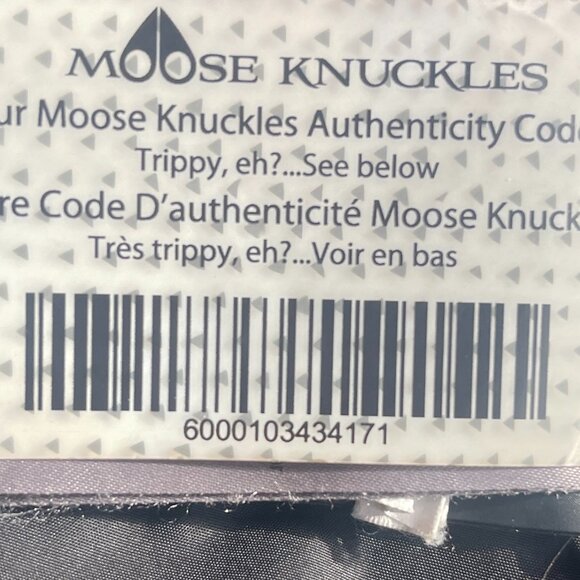 MOOSE KNUCKLES
ur Moose Knuckles Authenticity Code
Trippy, eh?...See below
re Code D'authenticité Moose Knuck
Très trippy, eh?...Voir en bas
6000103434171